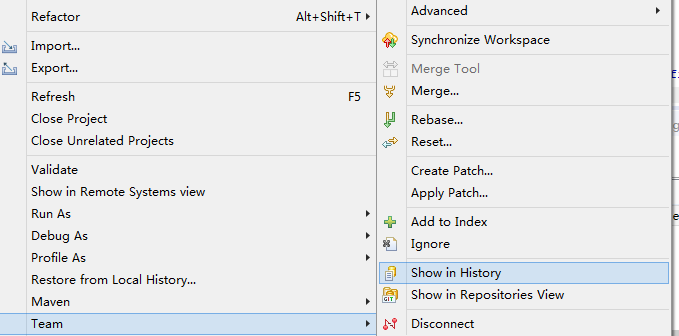 Refactor Alt+Shift+T
Import...
Export...
Refresh F5
Close Project
Close Unrelated Projects
Validate
Show in Remote Systems view
Run As
Debug As
Profile As
Restore from Local History...
Maven
Team
Advanced
Synchronize Workspace
Merge Tool
Merge...
Rebase...
Reset...
Create Patch...
Apply Patch...
Add to Index
Ignore
Show in History
GIT Show in Repositories View
Disconnect